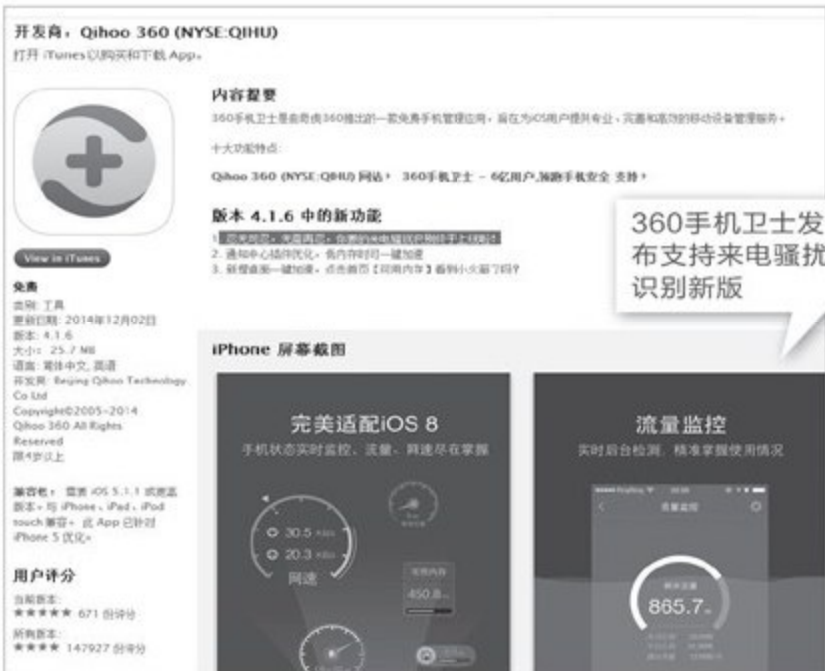 开发商: Qihoo 360 (NYSE:QIHU)
打开 iTunes 以购买和下载 App。
内容提要
360手机卫士是由奇虎360推出的一款免费手机管理应用,旨在为iOS用户提供专业、完善和高效的移动设备管理服务。
十大功能特点:
Qihoo 360 (NYSE:QIHU) 网站 360手机卫士 - 6亿用户,领跑手机安全 支持
版本 4.1.6 中的新功能
2. 通知中心插件优化,低内存时可一键加速
3. 新增桌面一键加速,点击首页【可用内存】看到小火箭了吗?
360手机卫士发
布支持来电骚扰
识别新版
View in iTunes
免费
类别: 工具
更新日期: 2014年12月02日
版本: 4.1.6
大小: 25.7 MB
语言: 简体中文, 英语
开发商: Beijing Qihoo Technology
Co Ltd
Copyright©2005-2014
Qihoo 360 All Rights
Reserved
限4岁以上
兼容性: 需要 iOS 5.1.1 或更高
版本。与 iPhone、iPad、iPod
touch 兼容。 此 App 已针对
iPhone 5 优化。
用户评分
当前版本:
★★★★★ 671 份评分
所有版本:
★★★★ 147927 份评分
iPhone 屏幕截图
完美适配iOS 8
手机状态实时监控、流量、网速尽在掌握
30.5
20.3
网速
可用内存
450.8
流量监控
实时后台检测, 精准掌握使用情况
流量监控
剩余流量
865.7